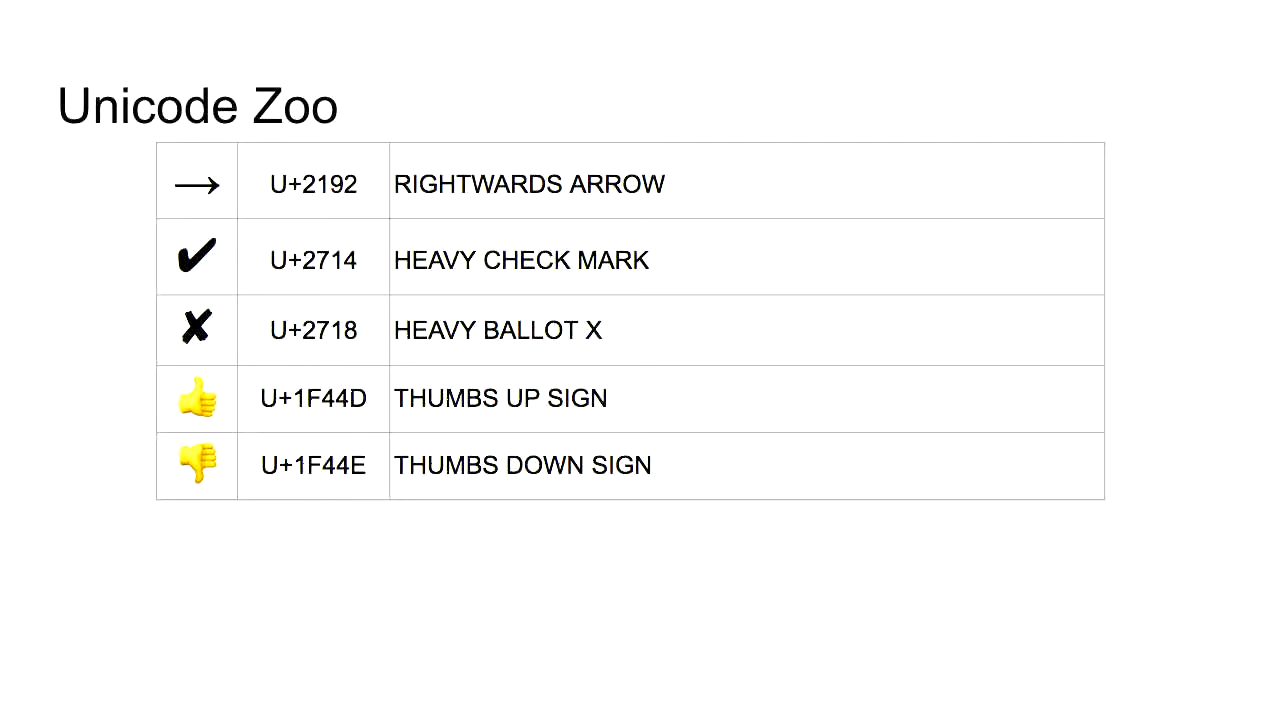 Unicode Zoo
→ U+2192 RIGHTWARDS ARROW
✔ U+2714 HEAVY CHECK MARK
✘ U+2718 HEAVY BALLOT X
👍 U+1F44D THUMBS UP SIGN
👎 U+1F44E THUMBS DOWN SIGN